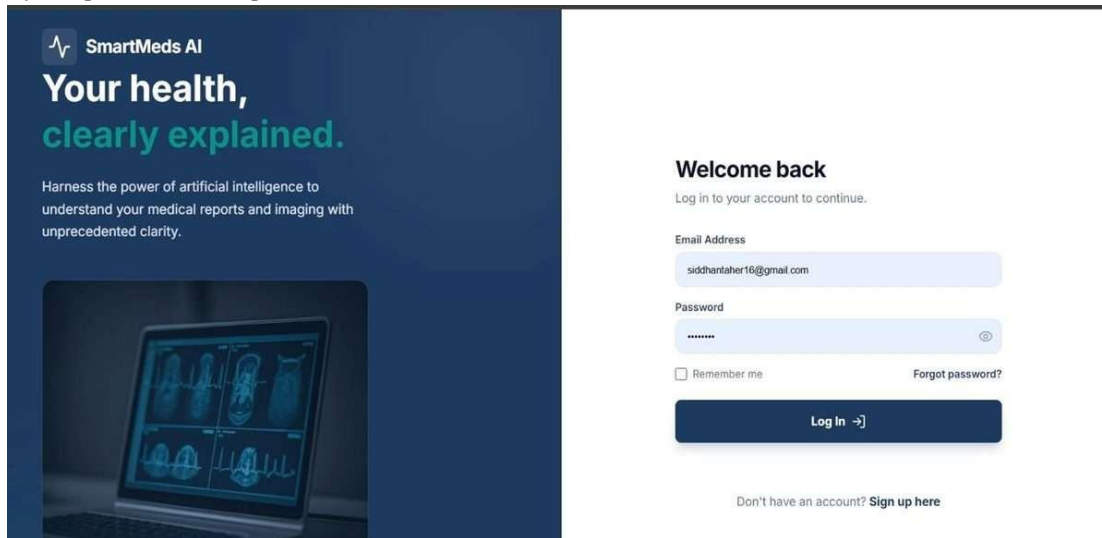 SmartMeds AI
Your health,
clearly explained.
Harness the power of artificial intelligence to
understand your medical reports and imaging with
unprecedented clarity.
Welcome back
Log in to your account to continue.
Email Address
siddhantaher16@gmail.com
Password
••••••••
Remember me
Forgot password?
Log In
Don't have an account? Sign up here